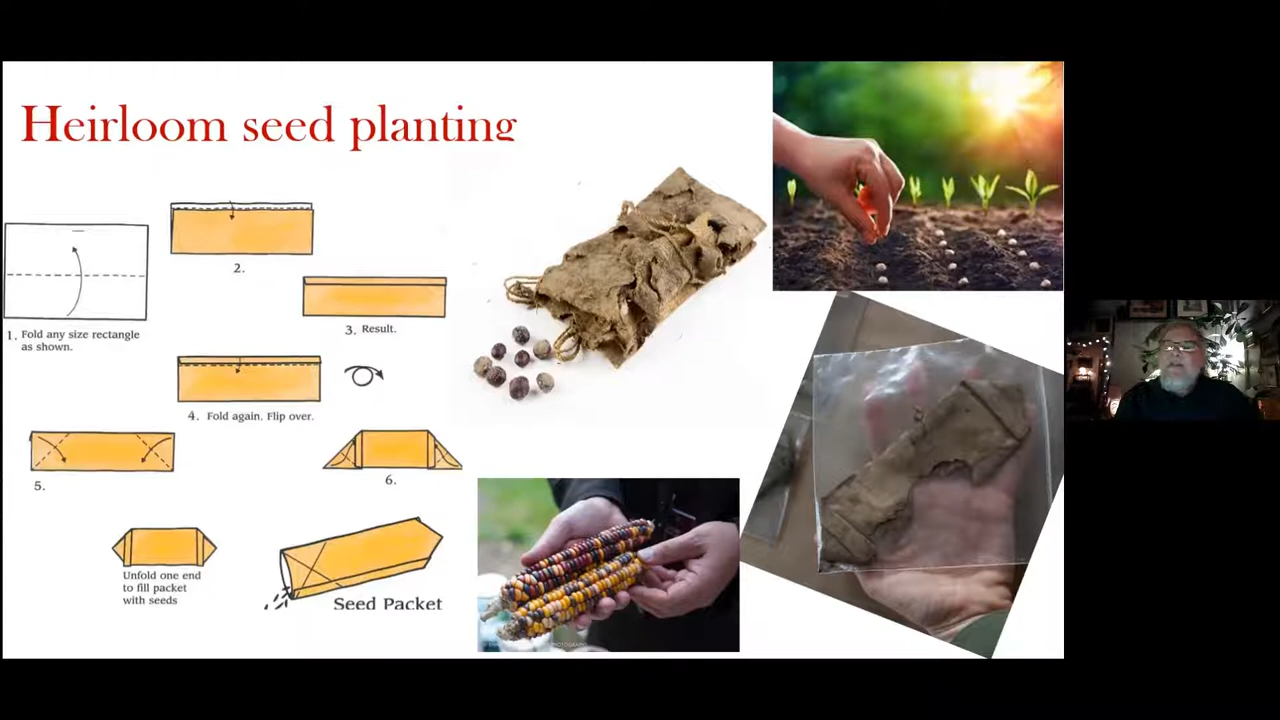 Heirloom seed planting
1. Fold any size rectangle
as shown.
2.
3. Result.
4. Fold again. Flip over.
5.
6.
Unfold one end
to fill packet
with seeds
Seed Packet